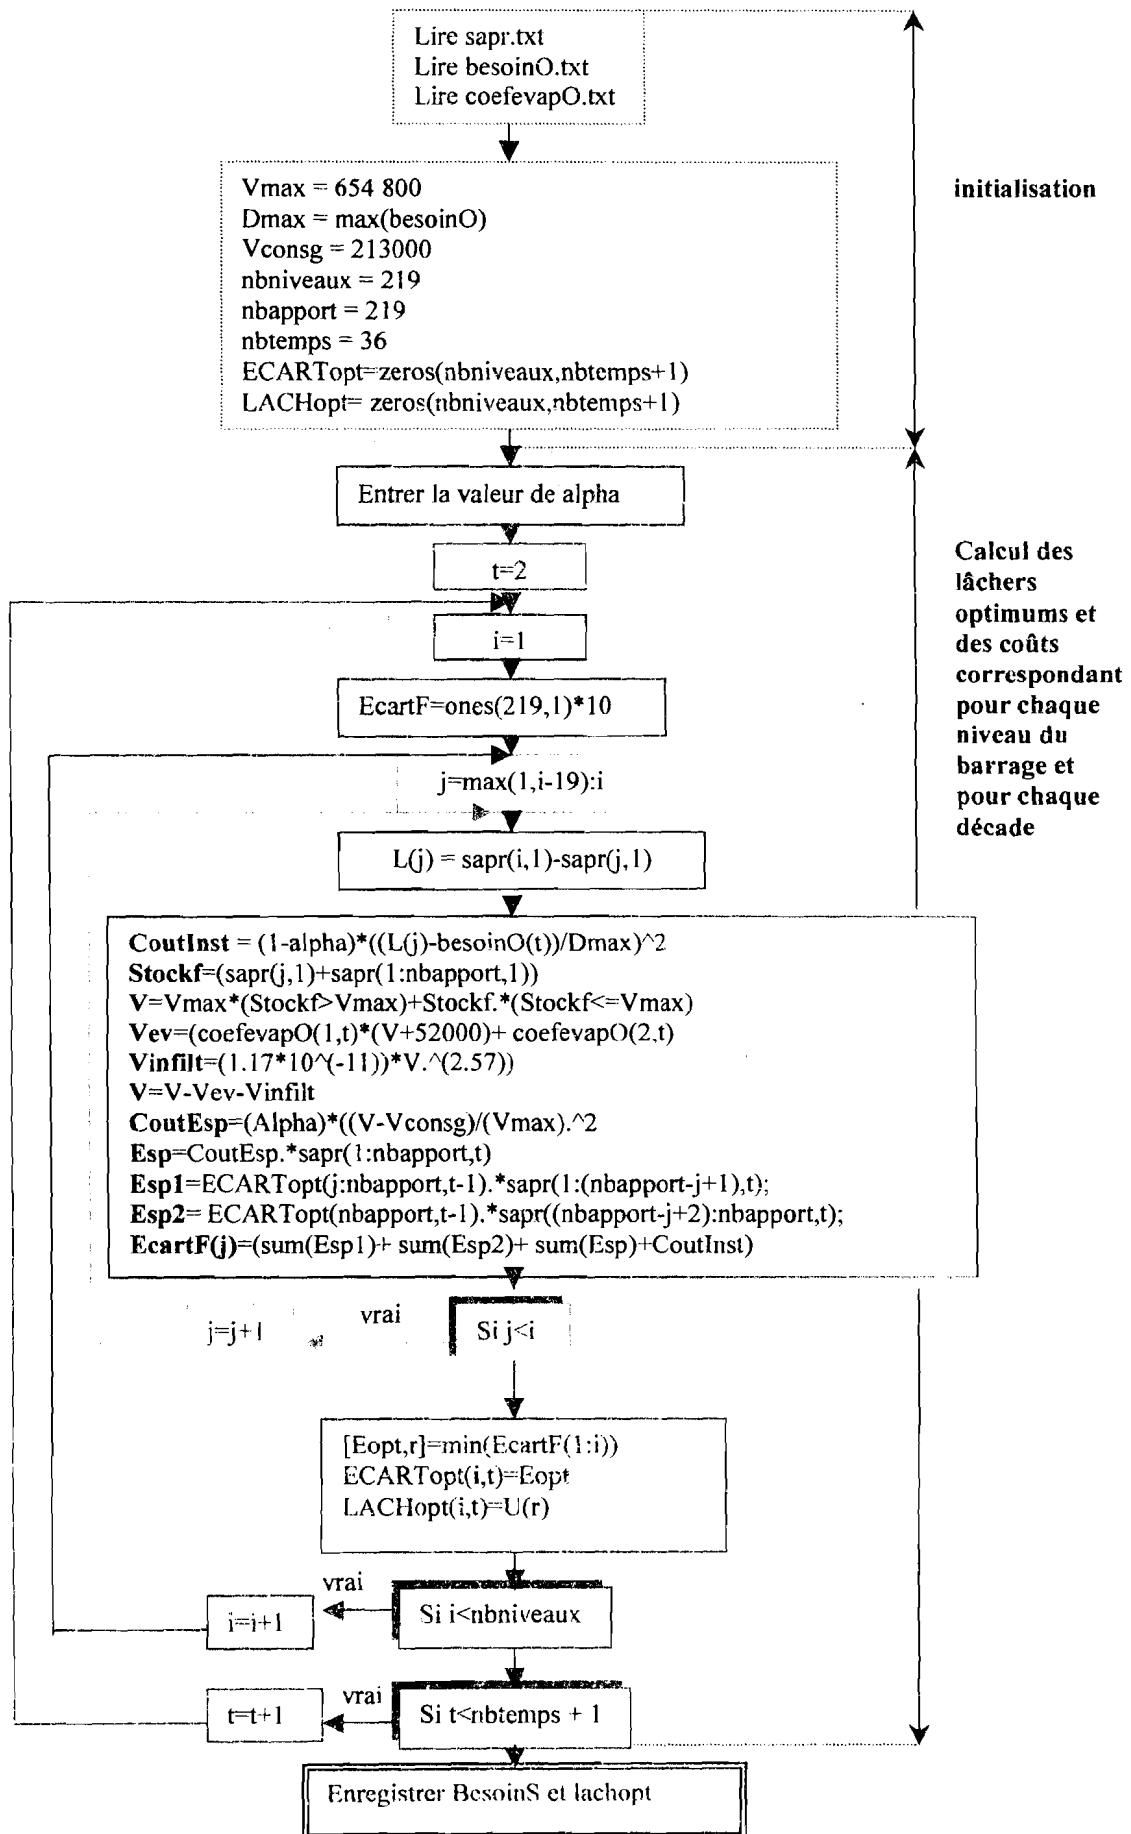 Lire sapr.txt
Lire besoinO.txt
Lire coefevapO.txt
initialisation
Vmax = 654 800
Dmax = max(besoinO)
Vconsg = 213000
nbniveaux = 219
nbapport = 219
nbtemps = 36
ECARTopt=zeros(nbniveaux,nbtemps+1)
LACHopt= zeros(nbniveaux,nbtemps+1)
Entrer la valeur de alpha
t=2
i=1
EcartF=ones(219,1)*10
j=max(1,i-19):i
L(j) = sapr(i,1)-sapr(j,1)
Calcul des
lâchers
optimums et
des coûts
correspondant
pour chaque
niveau du
barrage et
pour chaque
décade
CoutInst = (1-alpha)*((L(j)-besoinO(t))/Dmax)^2
Stockf=(sapr(j,1)+sapr(1:nbapport,1))
V=Vmax*(Stockf>Vmax)+Stockf.*(Stockf<=Vmax)
Vev=(coefevapO(1,t)*(V+52000)+ coefevapO(2,t)
Vinfilt=(1.17*10^(-11))*V.^(2.57))
V=V-Vev-Vinfilt
CoutEsp=(Alpha)*((V-Vconsg)/(Vmax).^2
Esp=CoutEsp.*sapr(1:nbapport,t)
Esp1=ECARTopt(j:nbapport,t-1).*sapr(1:(nbapport-j+1),t);
Esp2= ECARTopt(nbapport,t-1).*sapr((nbapport-j+2):nbapport,t);
EcartF(j)=(sum(Esp1)+ sum(Esp2)+ sum(Esp)+CoutInst)
j=j+1
vrai
Si j<i
[Eopt,r]=min(EcartF(1:i))
ECARTopt(i,t)=Eopt
LACHopt(i,t)=U(r)
vrai
i=i+1
Si i<nbniveaux
t=t+1
vrai
Si t<nbtemps + 1
Enregistrer BesoinS et lachopt